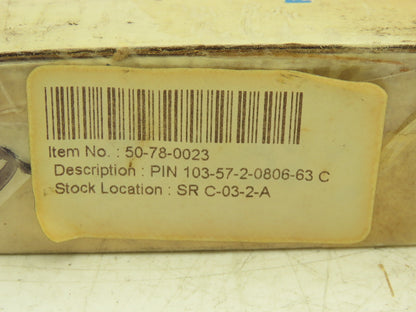 Item No. : 50-78-0023
Description : PIN 103-57-2-0806-63 C
Stock Location : SR C-03-2-A